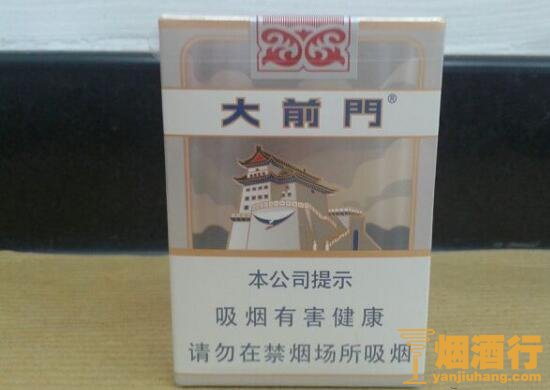 大前門®
本公司提示
吸烟有害健康
请勿在禁烟场所吸烟
烟酒行
yanjiuhang.com